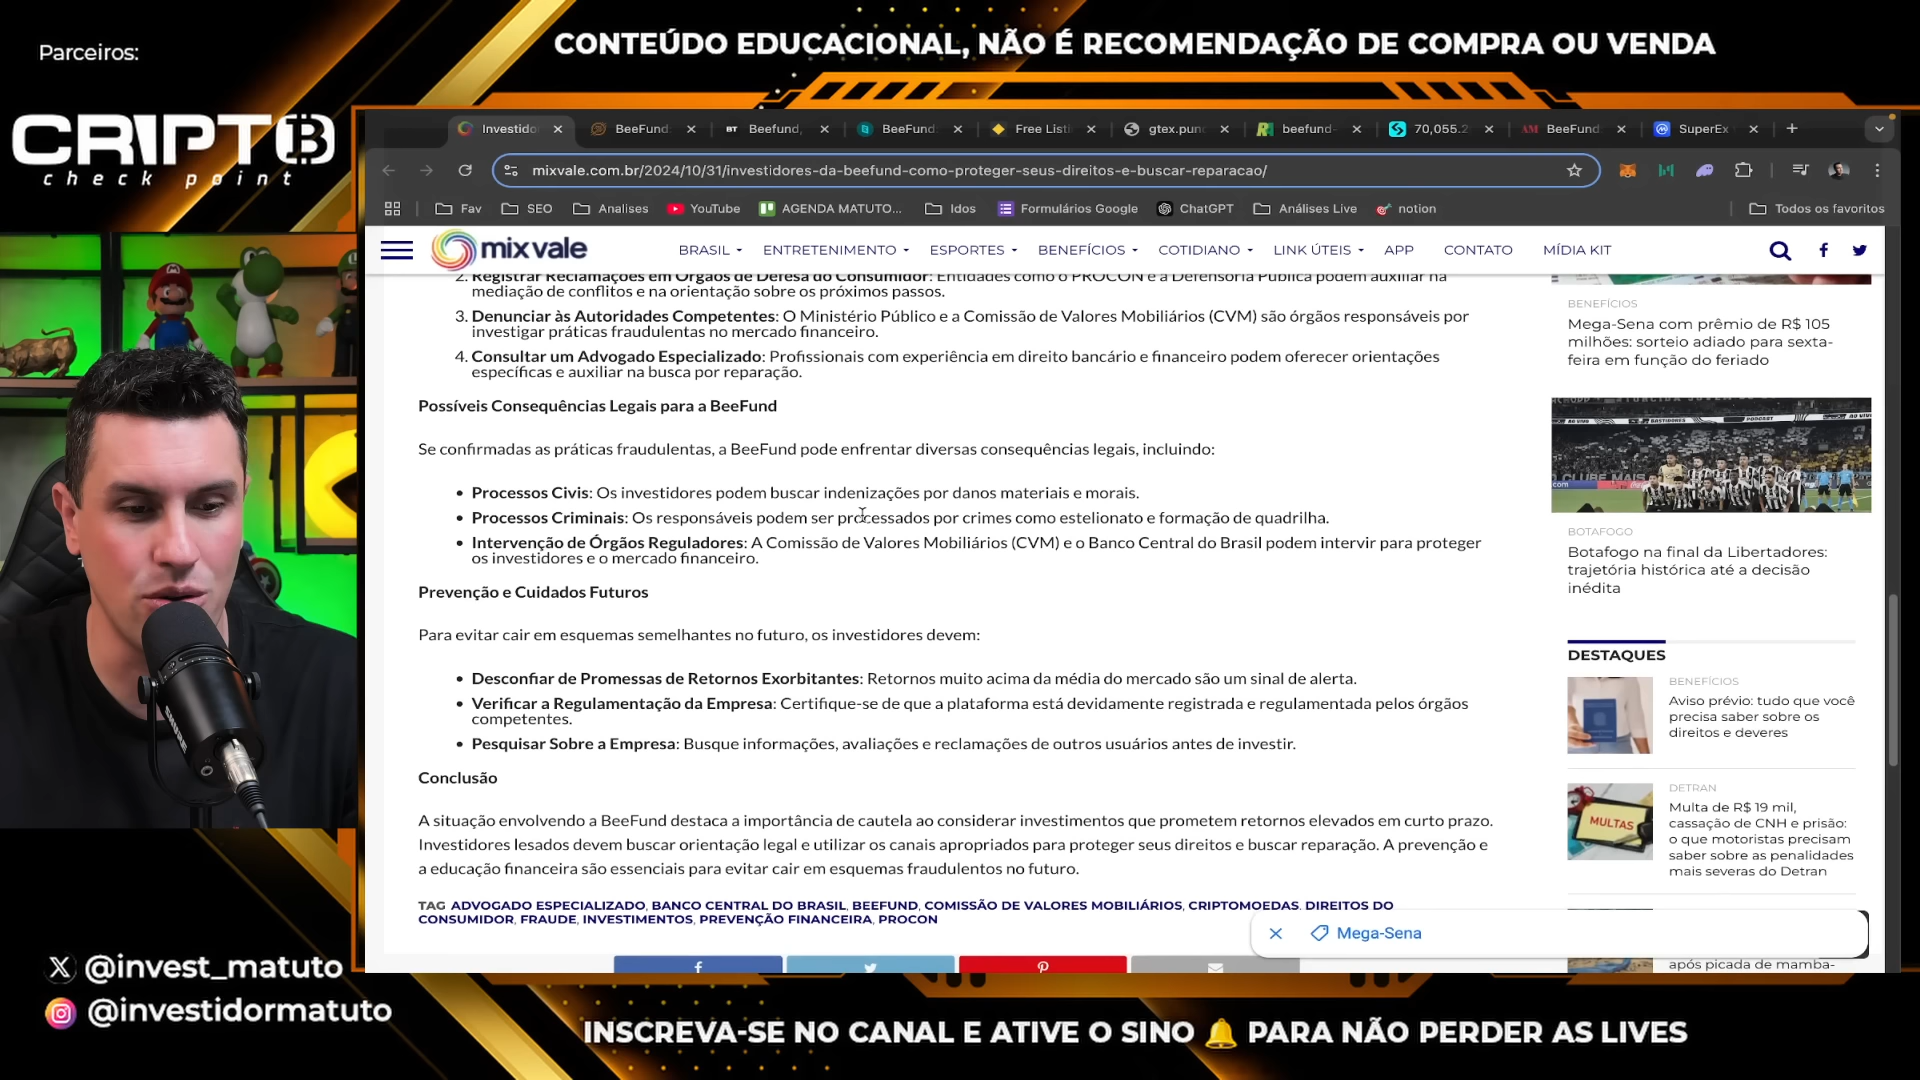 Parceiros:
CONTEÚDO EDUCACIONAL, NÃO É RECOMENDAÇÃO DE COMPRA OU VENDA
CRIPTO
check point
Investido
BeeFund
Beefund,
BeeFund
Free Listi
gtex.pun
beefund-
70,055.2
BeeFund
SuperEx
mixvale.com.br/2024/10/31/investidores-da-beefund-como-proteger-seus-direitos-e-buscar-reparacao/
Fav
SEO
Analises
YouTube
AGENDA MATUTO...
Idos
Formulários Google
ChatGPT
Análises Live
notion
Todos os favoritos
mix vale
BRASIL
ENTRETENIMENTO
ESPORTES
BENEFÍCIOS
COTIDIANO
LINK ÚTEIS
APP
CONTATO
MÍDIA KIT
2. Registrar Reclamações em Órgãos de Defesa do Consumidor: Entidades como o PROCON e a Defensoria Pública podem auxiliar na
mediação de conflitos e na orientação sobre os próximos passos.
3. Denunciar às Autoridades Competentes: O Ministério Público e a Comissão de Valores Mobiliários (CVM) são órgãos responsáveis por
investigar práticas fraudulentas no mercado financeiro.
4. Consultar um Advogado Especializado: Profissionais com experiência em direito bancário e financeiro podem oferecer orientações
específicas e auxiliar na busca por reparação.
Possíveis Consequências Legais para a BeeFund
Se confirmadas as práticas fraudulentas, a BeeFund pode enfrentar diversas consequências legais, incluindo:
• Processos Civis: Os investidores podem buscar indenizações por danos materiais e morais.
• Processos Criminais: Os responsáveis podem ser processados por crimes como estelionato e formação de quadrilha.
• Intervenção de Órgãos Reguladores: A Comissão de Valores Mobiliários (CVM) e o Banco Central do Brasil podem intervir para proteger
os investidores e o mercado financeiro.
Prevenção e Cuidados Futuros
Para evitar cair em esquemas semelhantes no futuro, os investidores devem:
• Desconfiar de Promessas de Retornos Exorbitantes: Retornos muito acima da média do mercado são um sinal de alerta.
• Verificar a Regulamentação da Empresa: Certifique-se de que a plataforma está devidamente registrada e regulamentada pelos órgãos
competentes.
• Pesquisar Sobre a Empresa: Busque informações, avaliações e reclamações de outros usuários antes de investir.
Conclusão
A situação envolvendo a BeeFund destaca a importância de cautela ao considerar investimentos que prometem retornos elevados em curto prazo.
Investidores lesados devem buscar orientação legal e utilizar os canais apropriados para proteger seus direitos e buscar reparação. A prevenção e
a educação financeira são essenciais para evitar cair em esquemas fraudulentos no futuro.
TAG ADVOGADO ESPECIALIZADO, BANCO CENTRAL DO BRASIL, BEEFUND, COMISSÃO DE VALORES MOBILIÁRIOS, CRIPTOMOEDAS, DIREITOS DO
CONSUMIDOR, FRAUDE, INVESTIMENTOS, PREVENÇÃO FINANCEIRA, PROCON
BENEFÍCIOS
Mega-Sena com prêmio de R$ 105
milhões: sorteio adiado para sexta-
feira em função do feriado
BOTAFOGO
Botafogo na final da Libertadores:
trajetória histórica até a decisão
inédita
DESTAQUES
BENEFÍCIOS
Aviso prévio: tudo que você
precisa saber sobre os
direitos e deveres
DETRAN
MULTAS
Multa de R$ 19 mil,
cassação de CNH e prisão:
o que motoristas precisam
saber sobre as penalidades
mais severas do Detran
Mega-Sena
após picada de mamba-
SHURE
@invest_matuto
@investidormatuto
INSCREVA-SE NO CANAL E ATIVE O SINO 🔔 PARA NÃO PERDER AS LIVES